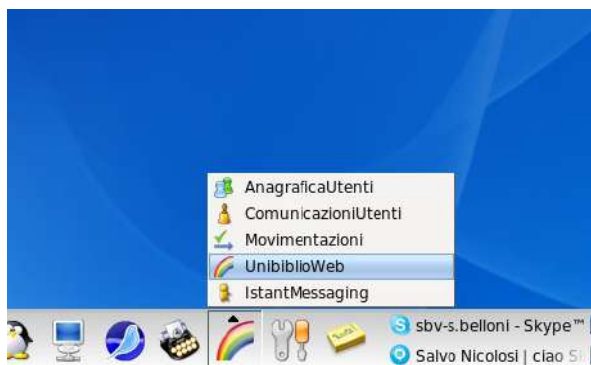 AnagraficaUtenti
ComunicazioniUtenti
Movimentazioni
UnibiblioWeb
IstantMessaging
sbv-s.belloni - Skype™
Salvo Nicolosi | ciao